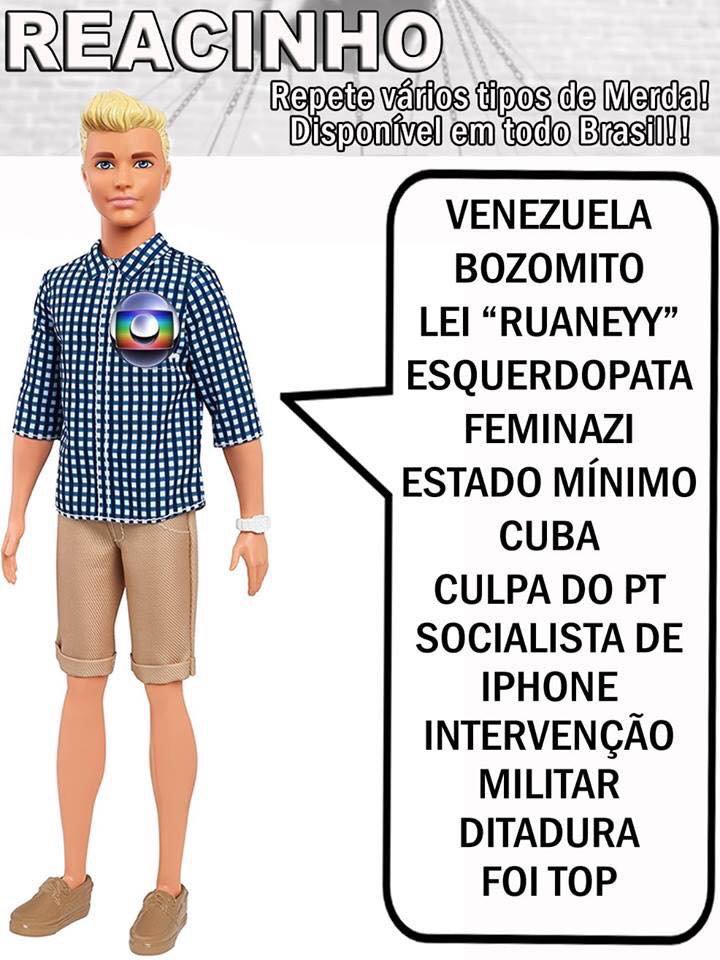 REACINHO
Repete vários tipos de Merda!
Disponível em todo Brasil!!
VENEZUELA
BOZOMITO
LEI “RUANEYY”
ESQUERDOPATA
FEMINAZI
ESTADO MÍNIMO
CUBA
CULPA DO PT
SOCIALISTA DE
IPHONE
INTERVENÇÃO
MILITAR
DITADURA
FOI TOP